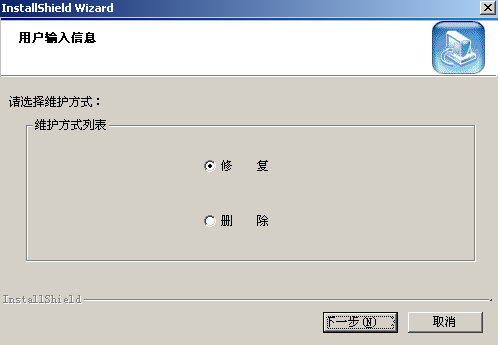 InstallShield Wizard
用户输入信息
请选择维护方式：
维护方式列表
修 复
删 除
InstallShield
下一步(N) 取消